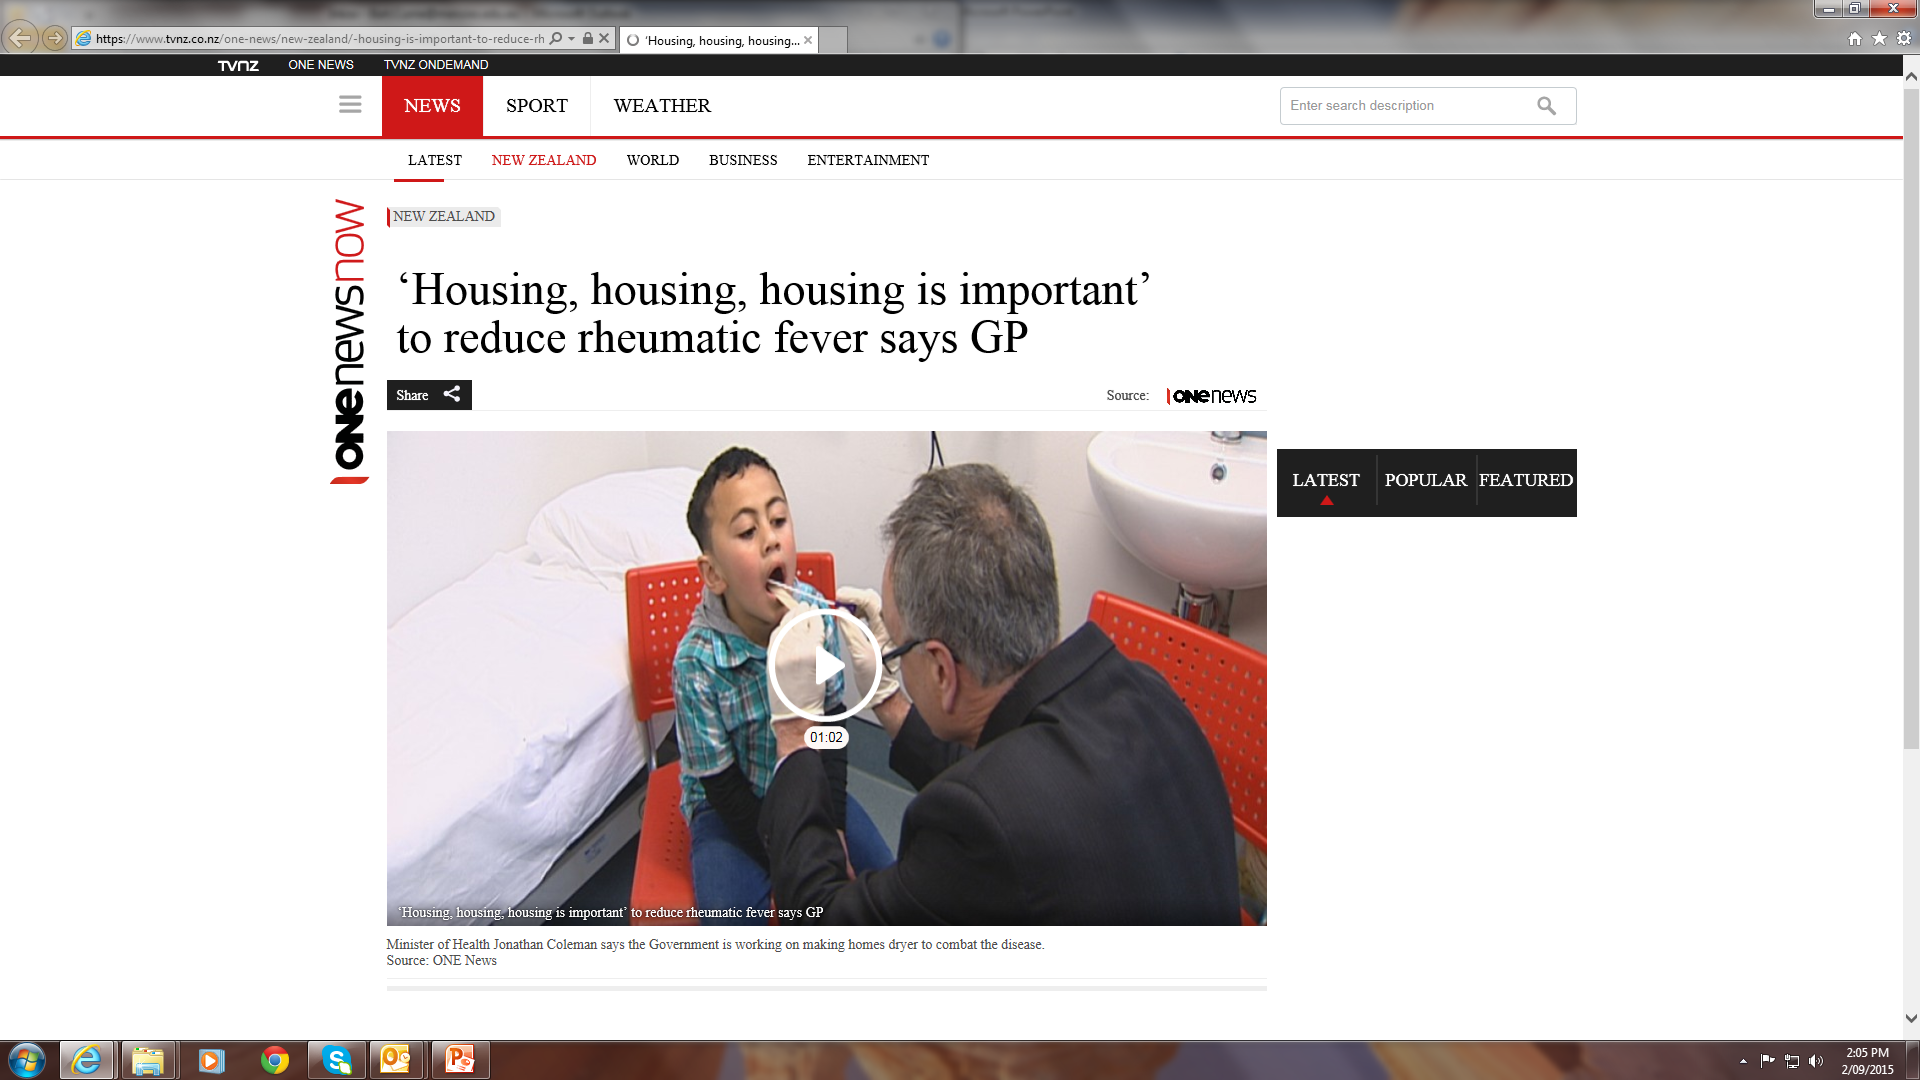 https://www.tvnz.co.nz/one-news/new-zealand/-housing-is-important-to-reduce-rh
‘Housing, housing, housing...
TVNZ ONE NEWS TVNZ ONDEMAND
NEWS SPORT WEATHER
Enter search description
LATEST NEW ZEALAND WORLD BUSINESS ENTERTAINMENT
ONEnewsnow
NEW ZEALAND
‘Housing, housing, housing is important’
to reduce rheumatic fever says GP
Share
Source: ONE news
LATEST POPULAR FEATURED
01:02
‘Housing, housing, housing is important’ to reduce rheumatic fever says GP
Minister of Health Jonathan Coleman says the Government is working on making homes dryer to combat the disease.
Source: ONE News
2:05 PM
2/09/2015